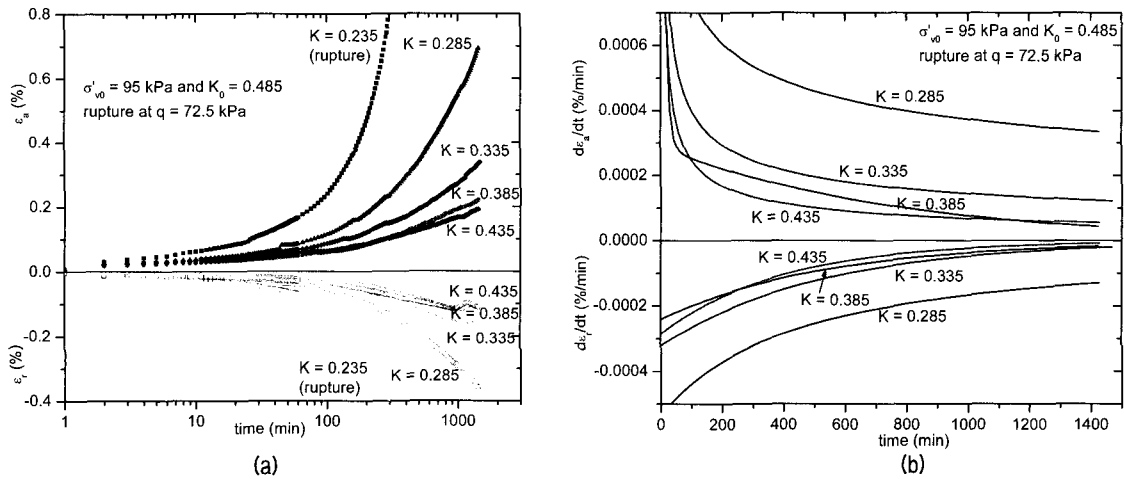 0.8
0.6
0.4
0.2
0.0
-0.2
-0.4
εa (%)
εr (%)
K = 0.235
(rupture)
K = 0.285
σ'v0 = 95 kPa and K0 = 0.485
rupture at q = 72.5 kPa
K = 0.335
K = 0.385
K = 0.435
K = 0.435
K = 0.385
K = 0.335
K = 0.235
(rupture)
K = 0.285
1 10 100 1000
time (min)
(a)
0.0006
0.0004
0.0002
0.0000
-0.0002
-0.0004
dεa/dt (%/min)
dεr/dt (%/min)
σ'v0 = 95 kPa and K0 = 0.485
rupture at q = 72.5 kPa
K = 0.285
K = 0.335
K = 0.385
K = 0.435
K = 0.435
K = 0.335
K = 0.385
K = 0.285
0 200 400 600 800 1000 1200 1400
time (min)
(b)